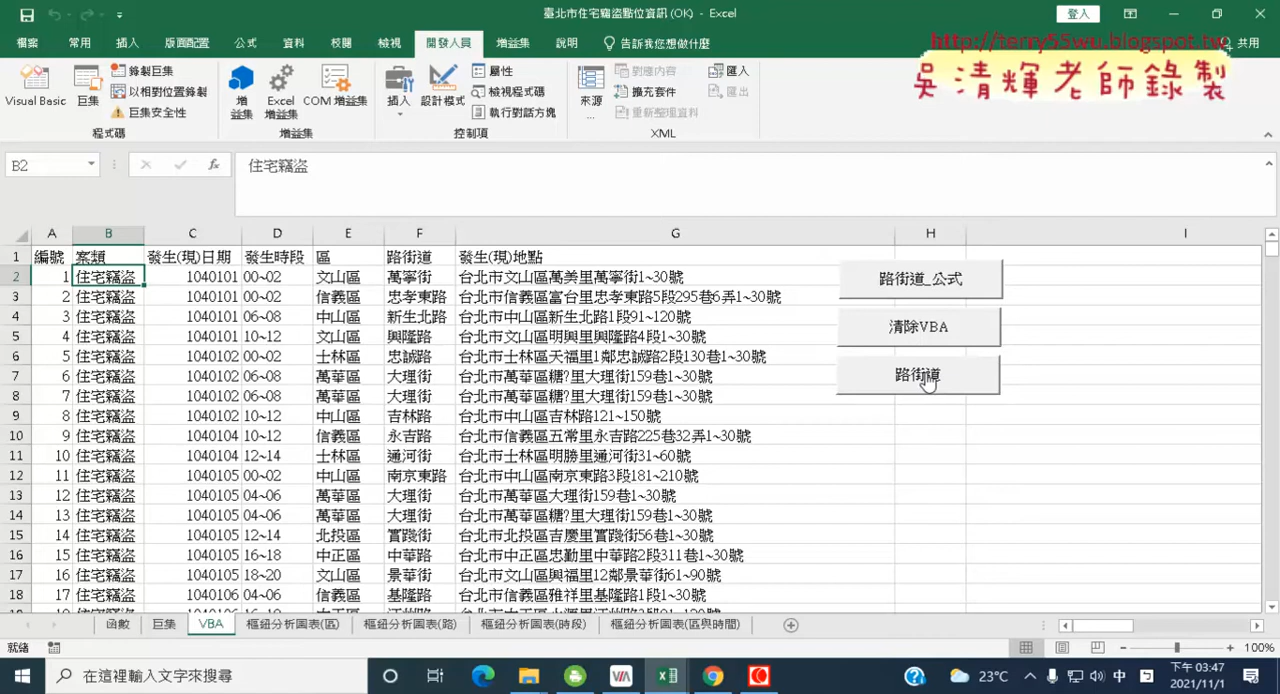 臺北市住宅竊盜點位資訊 (OK) - Excel
登入
檔案 常用 插入 版面配置 公式 資料 校閱 檢視 開發人員 增益集 說明 告訴我您想做什麼 共用
http://terry55wu.blogspot.tw
吳清輝老師錄製
Visual Basic 巨集 錄製巨集 以相對位置錄製 巨集安全性 程式碼
增益集 Excel 增益集 COM 增益集 增益集
插入 設計模式 屬性 檢視程式碼 執行對話方塊 控制項
來源 對應內容 擴充套件 重新整理資料 匯入 匯出 XML
B2 fx 住宅竊盜
A B C D E F G H I
1 編號 案類 發生(現)日期 發生時段 區 路街道 發生(現)地點
2 1 住宅竊盜 1040101 00~02 文山區 萬寧街 台北市文山區萬美里萬寧街1~30號
3 2 住宅竊盜 1040101 00~02 信義區 忠孝東路 台北市信義區富台里忠孝東路5段295巷6弄1~30號
4 3 住宅竊盜 1040101 06~08 中山區 新生北路 台北市中山區新生北路1段91~120號
5 4 住宅竊盜 1040101 10~12 文山區 興隆路 台北市文山區明興里興隆路4段1~30號
6 5 住宅竊盜 1040102 00~02 士林區 忠誠路 台北市士林區天福里1鄰忠誠路2段130巷1~30號
7 6 住宅竊盜 1040102 06~08 萬華區 大理街 台北市萬華區糖?里大理街159巷1~30號
8 7 住宅竊盜 1040102 06~08 萬華區 大理街 台北市萬華區糖?里大理街159巷1~30號
9 8 住宅竊盜 1040102 08~10 中山區 吉林路 台北市中山區吉林路121~150號
10 9 住宅竊盜 1040104 10~12 信義區 永吉路 台北市信義區五常里永吉路225巷32弄1~30號
11 10 住宅竊盜 1040104 12~14 士林區 通河街 台北市士林區明勝里通河街31~60號
12 11 住宅竊盜 1040105 00~02 中山區 南京東路 台北市中山區南京東路3段181~210號
13 12 住宅竊盜 1040105 04~06 萬華區 大理街 台北市萬華區大理街159巷1~30號
14 13 住宅竊盜 1040105 04~06 萬華區 大理街 台北市萬華區糖?里大理街159巷1~30號
15 14 住宅竊盜 1040105 12~14 北投區 實踐街 台北市北投區吉慶里實踐街56巷1~30號
16 15 住宅竊盜 1040105 16~18 中正區 中華路 台北市中正區忠勤里中華路2段311巷1~30號
17 16 住宅竊盜 1040105 18~20 文山區 景華街 台北市文山區興福里12鄰景華街61~90號
18 17 住宅竊盜 1040106 04~06 信義區 基隆路 台北市信義區雅祥里基隆路1段1~30號
路街道_公式
清除VBA
路街道
函數 巨集 VBA 樞紐分析圖表(區) 樞紐分析圖表(路) 樞紐分析圖表(時段) 樞紐分析圖表(區與時間)
就緒 100%
在這裡輸入文字來搜尋 23°C 中 下午 03:47
2021/11/1